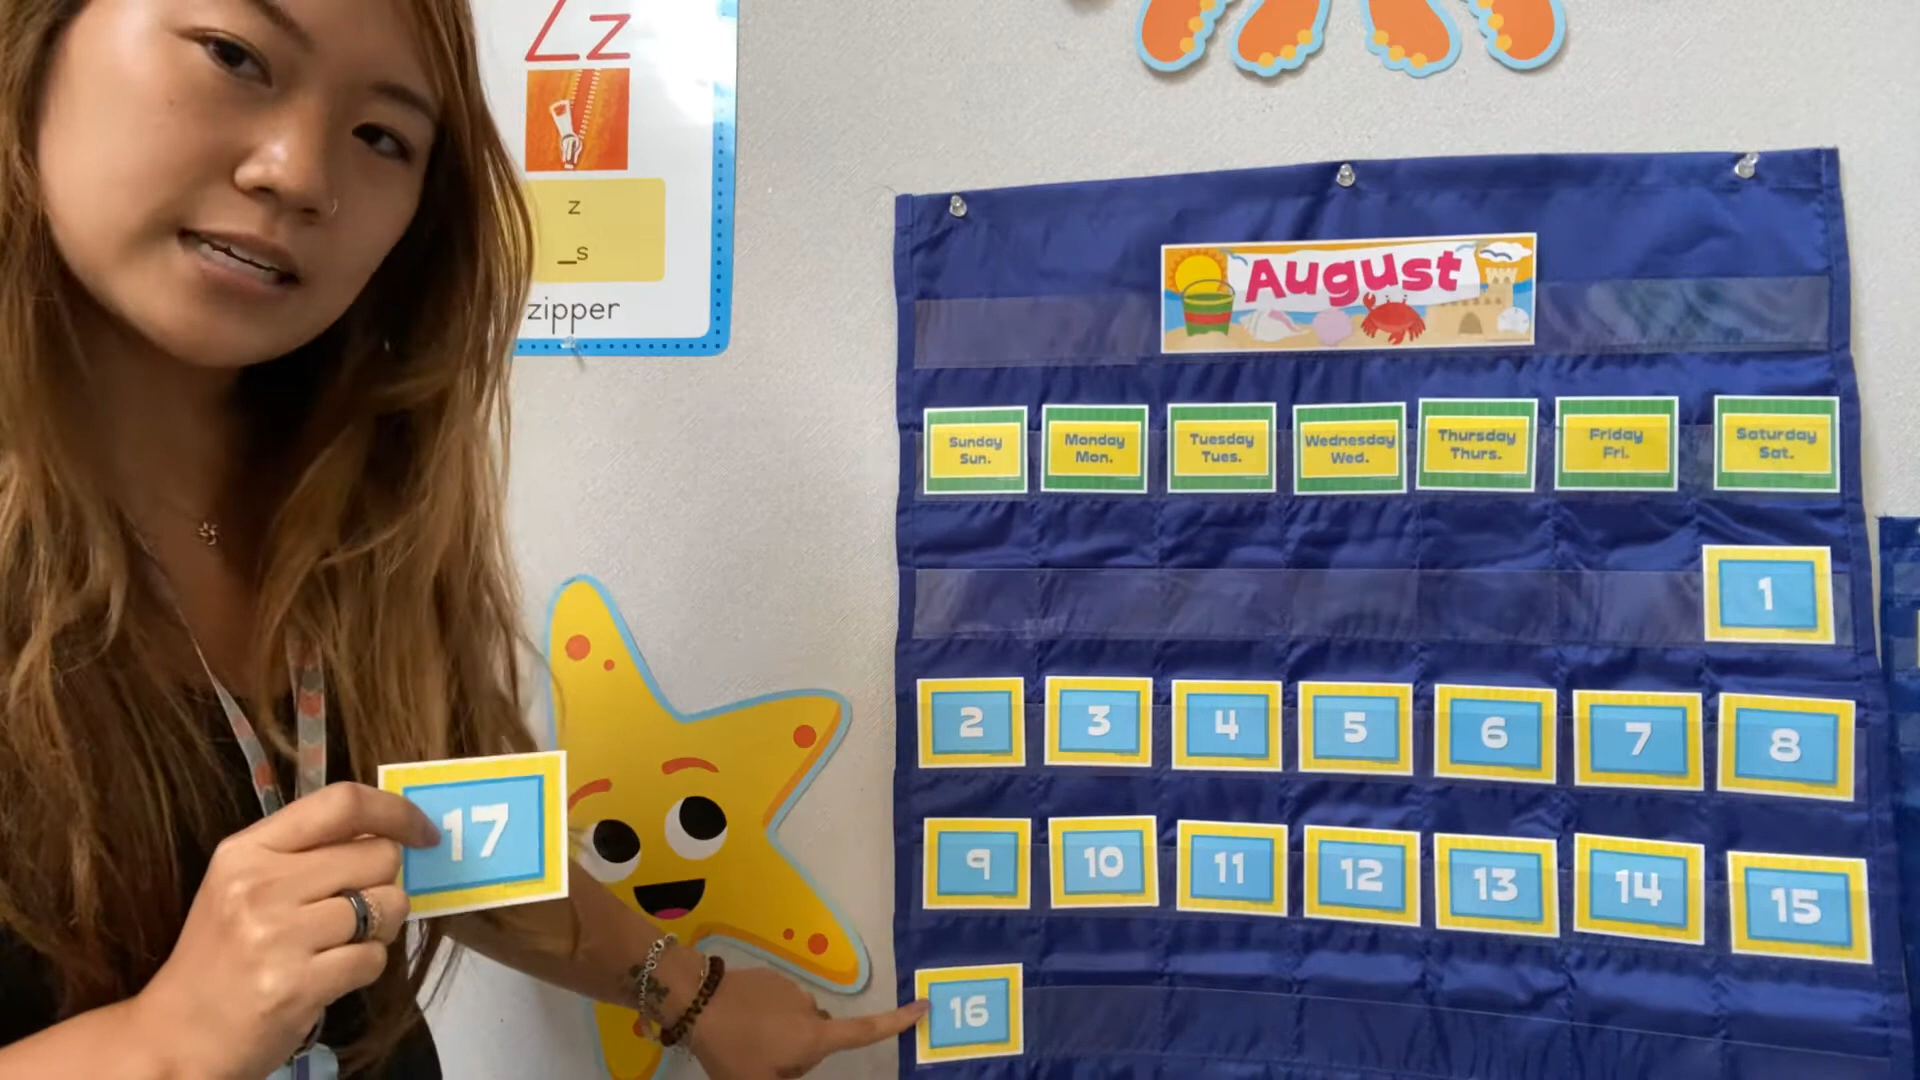 Zz
z
_s
zipper
August
Sunday Monday Tuesday Wednesday Thursday Friday Saturday
Sun. Mon. Tues. Wed. Thurs. Fri. Sat.
1
2 3 4 5 6 7 8
9 10 11 12 13 14 15
16
17